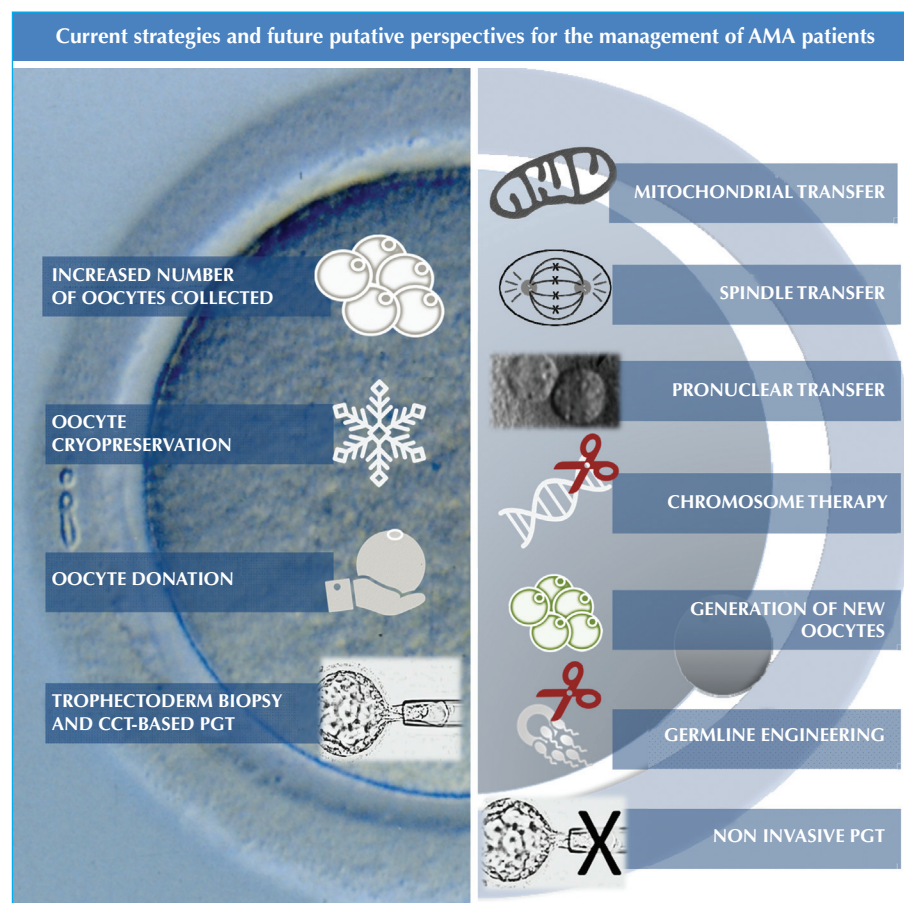 Current strategies and future putative perspectives for the management of AMA patients
INCREASED NUMBER
OF OOCYTES COLLECTED
OOCYTE
CRYOPRESERVATION
OOCYTE DONATION
TROPHECTODERM BIOPSY
AND CCT-BASED PGT
MITOCHONDRIAL TRANSFER
SPINDLE TRANSFER
PRONUCLEAR TRANSFER
CHROMOSOME THERAPY
GENERATION OF NEW
OOCYTES
GERMLINE ENGINEERING
NON INVASIVE PGT